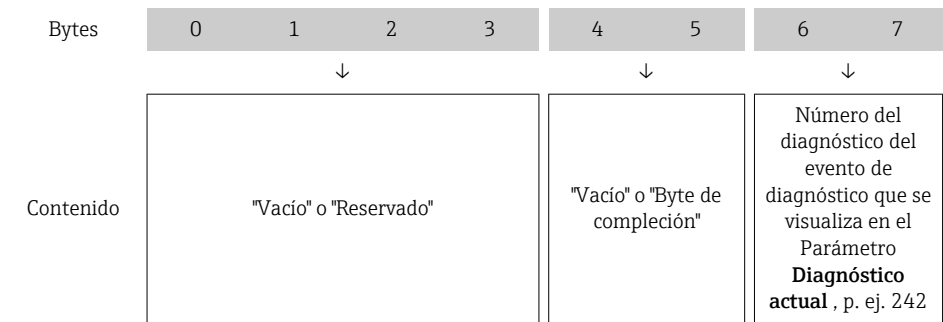 Bytes 0 1 2 3 4 5 6 7
↓ ↓ ↓
Contenido
"Vacío" o "Reservado"
"Vacío" o "Byte de
compleción"
Número del
diagnóstico del
evento de
diagnóstico que se
visualiza en el
Parámetro
Diagnóstico
actual , p. ej. 242